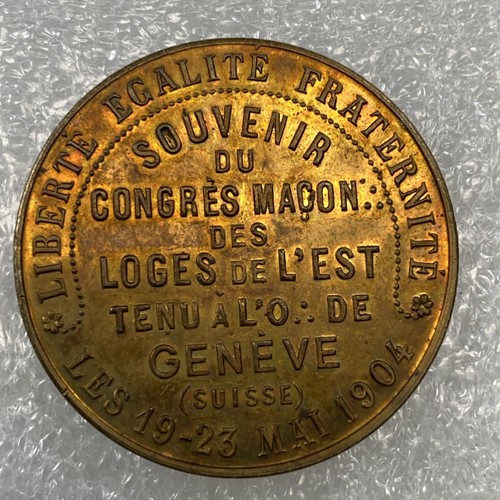 LIBERTÉ EGALITÉ FRATERNITÉ
SOUVENIR
DU
CONGRÈS MAÇON∴
DES
LOGES DE L'EST
TENU À L'O∴ DE
GENÈVE
(SUISSE)
LES 19-23 MAI 1904